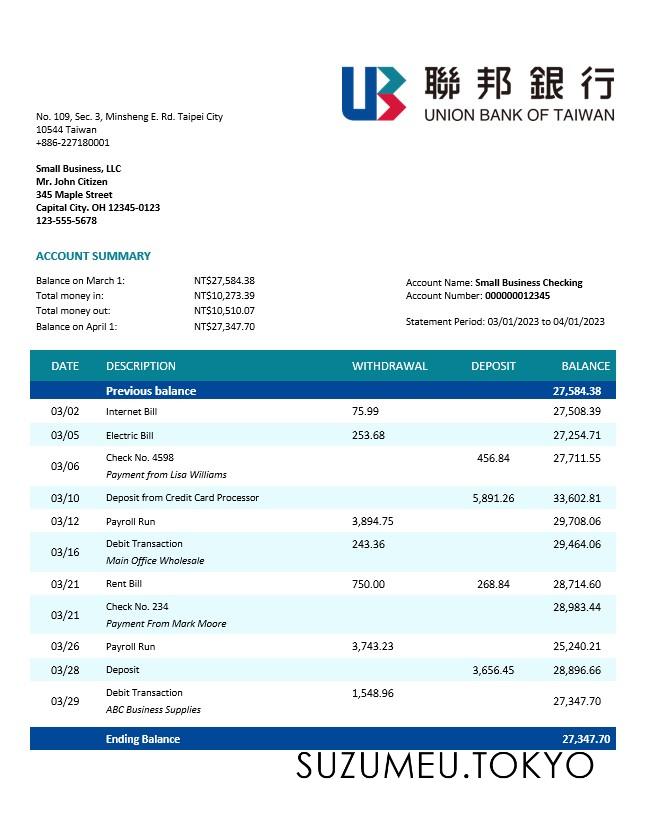 聯邦銀行
UNION BANK OF TAIWAN
No. 109, Sec. 3, Minsheng E. Rd. Taipei City
10544 Taiwan
+886-227180001
Small Business, LLC
Mr. John Citizen
345 Maple Street
Capital City. OH 12345-0123
123-555-5678
ACCOUNT SUMMARY
Balance on March 1: NT$27,584.38
Total money in: NT$10,273.39
Total money out: NT$10,510.07
Balance on April 1: NT$27,347.70
Account Name: Small Business Checking
Account Number: 000000012345
Statement Period: 03/01/2023 to 04/01/2023
DATE DESCRIPTION WITHDRAWAL DEPOSIT BALANCE
Previous balance 27,584.38
03/02 Internet Bill 75.99 27,508.39
03/05 Electric Bill 253.68 27,254.71
03/06 Check No. 4598 456.84 27,711.55
Payment from Lisa Williams
03/10 Deposit from Credit Card Processor 5,891.26 33,602.81
03/12 Payroll Run 3,894.75 29,708.06
03/16 Debit Transaction 243.36 29,464.06
Main Office Wholesale
03/21 Rent Bill 750.00 268.84 28,714.60
03/21 Check No. 234 28,983.44
Payment From Mark Moore
03/26 Payroll Run 3,743.23 25,240.21
03/28 Deposit 3,656.45 28,896.66
03/29 Debit Transaction 1,548.96 27,347.70
ABC Business Supplies
Ending Balance 27,347.70
SUZUMEU.TOKYO